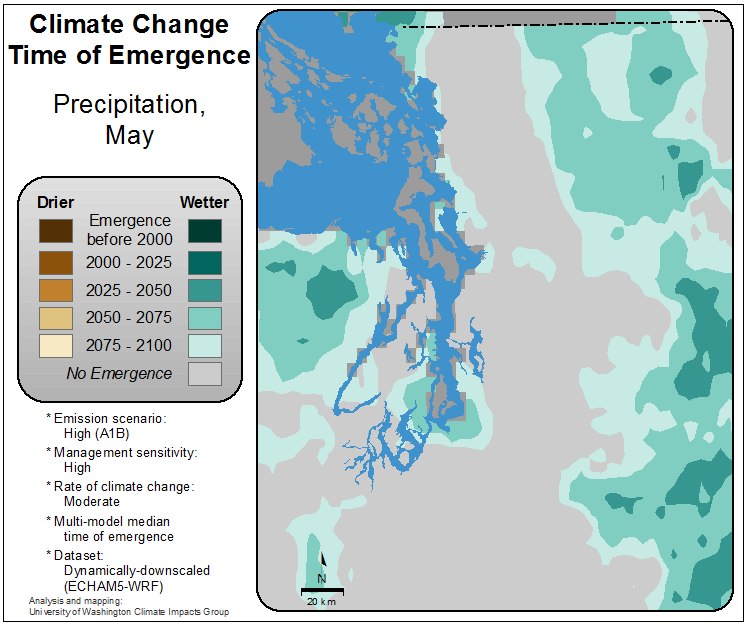 Climate Change
Time of Emergence
Precipitation,
May
Drier Wetter
Emergence
before 2000
2000 - 2025
2025 - 2050
2050 - 2075
2075 - 2100
No Emergence
* Emission scenario:
High (A1B)
* Management sensitivity:
High
* Rate of climate change:
Moderate
* Multi-model median
time of emergence
* Dataset:
Dynamically-downscaled
(ECHAM5-WRF)
Analysis and mapping:
University of Washington Climate Impacts Group
N
20 km